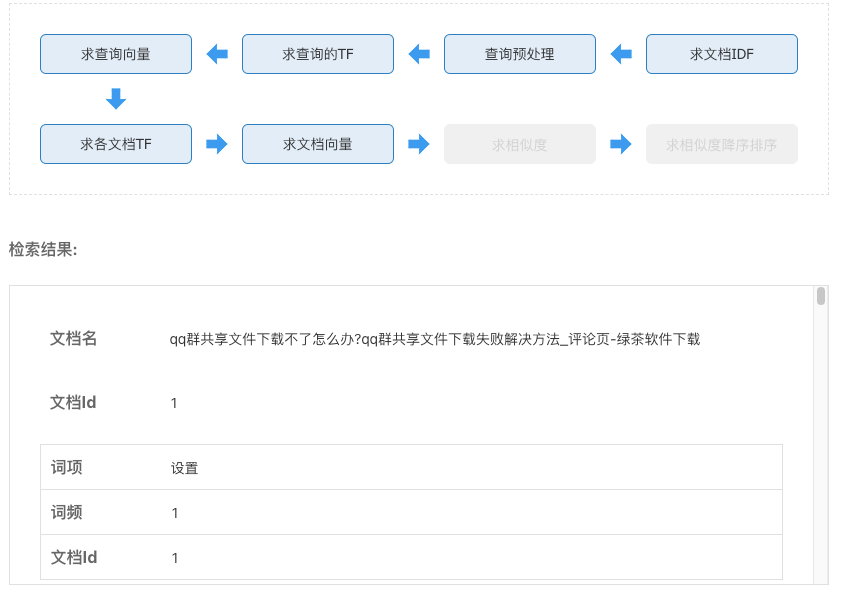 求查询向量 求查询的TF 查询预处理 求文档IDF
求各文档TF 求文档向量 求相似度 求相似度降序排序
检索结果:
文档名 qq群共享文件下载不了怎么办?qq群共享文件下载失败解决方法_评论页-绿茶软件下载
文档Id 1
词项 设置
词频 1
文档Id 1